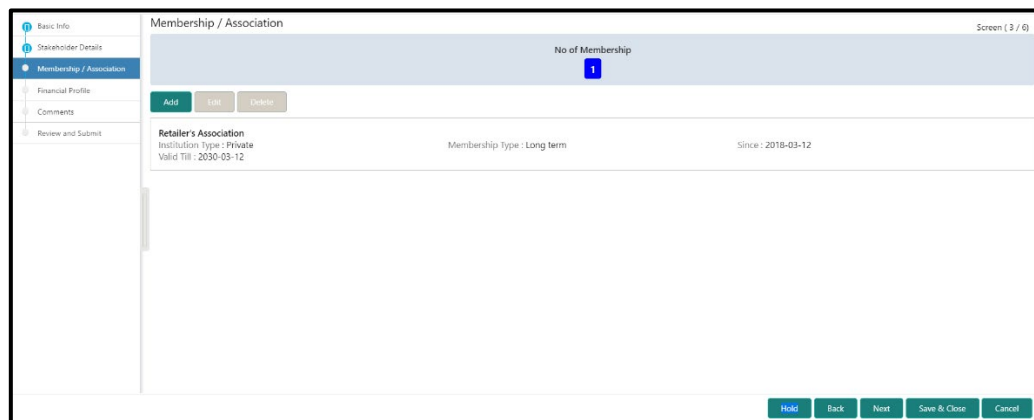 Basic Info
Stakeholder Details
Membership / Association
Financial Profile
Comments
Review and Submit
Membership / Association
Screen ( 3 / 6)
No of Membership
1
Add Edit Delete
Retailer's Association
Institution Type : Private Membership Type : Long term Since : 2018-03-12
Valid Till : 2030-03-12
Hold Back Next Save & Close Cancel